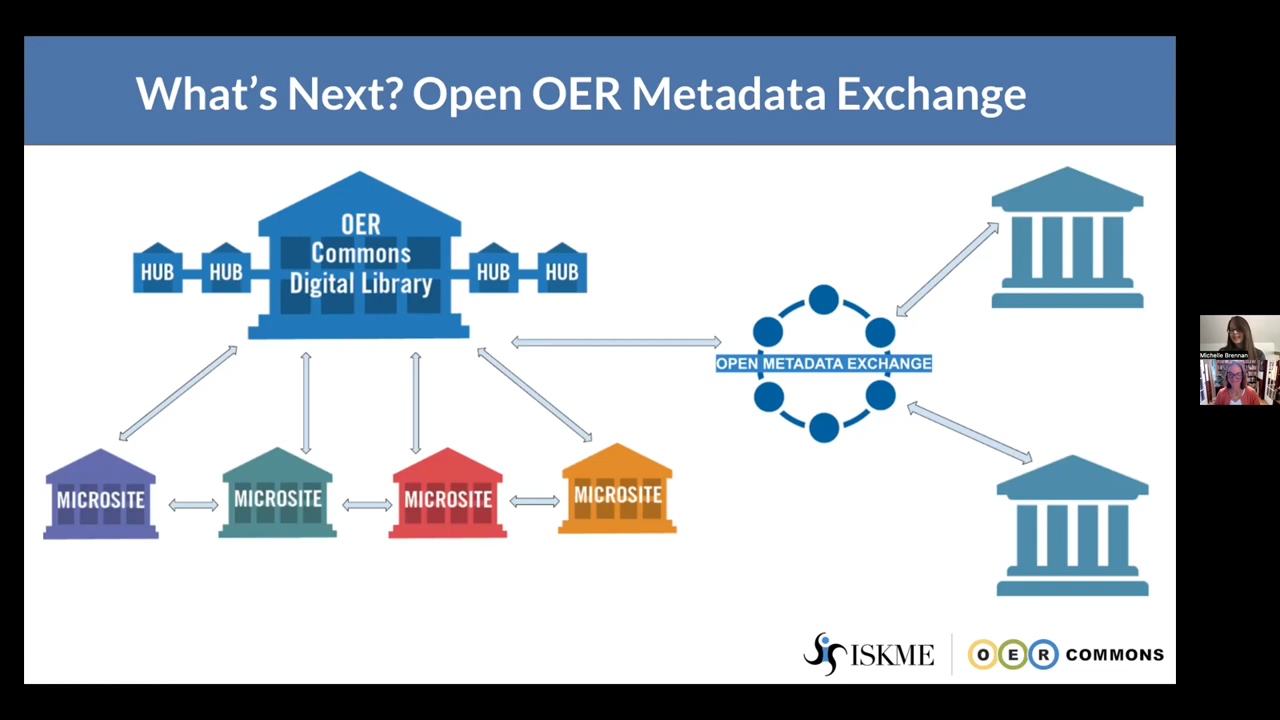 What's Next? Open OER Metadata Exchange
OER
Commons
Digital Library
HUB
HUB
HUB
HUB
OPEN METADATA EXCHANGE
Michelle Brennan
MICROSITE
MICROSITE
MICROSITE
MICROSITE
ISKME
O E R COMMONS